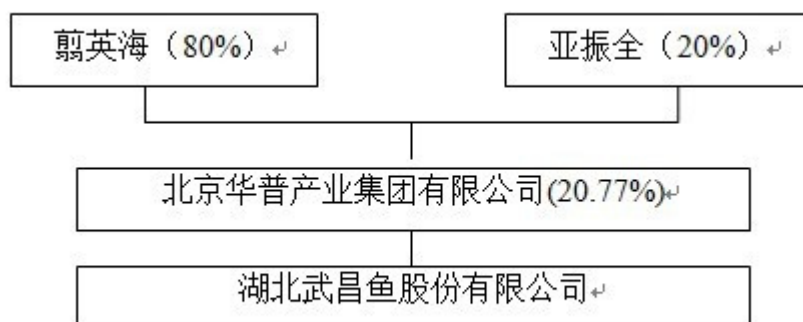 翦英海（80%）
亚振全（20%）
北京华普产业集团有限公司(20.77%)
湖北武昌鱼股份有限公司